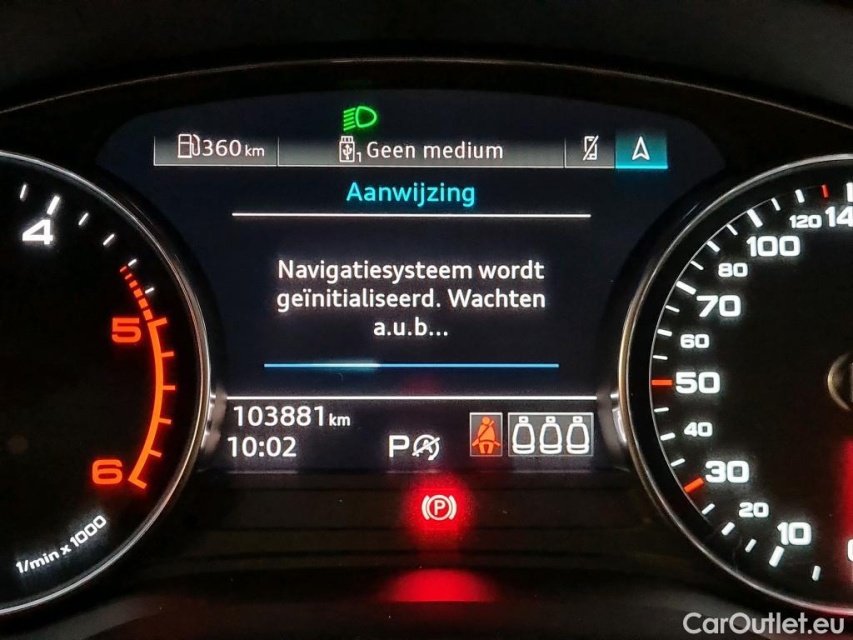 360 km
1 Geen medium
Aanwijzing
Navigatiesysteem wordt
geïnitialiseerd. Wachten
a.u.b...
103881 km
10:02
P
(P)
4
5
6
1/min x 1000
120
100
80
70
60
50
40
30
20
10
CarOutlet.eu